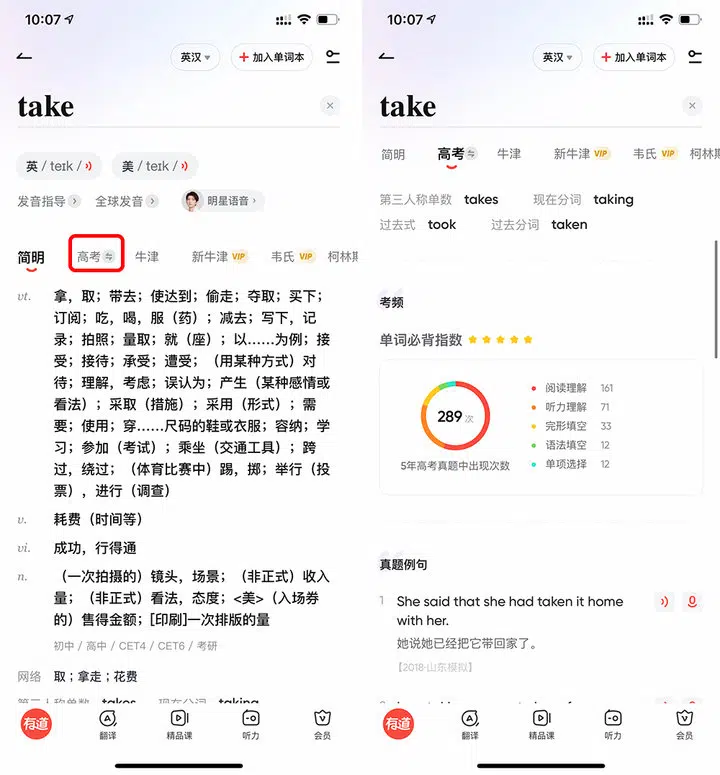 10:07
英汉
加入单词本
take
英 / teɪk /
美 / teɪk /
发音指导
全球发音
明星语音
简明
高考
牛津
新牛津 VIP
韦氏 VIP
柯林斯
vt.
拿，取；带去；使达到；偷走；夺取；买下；
订阅；吃，喝，服（药）；减去；写下，记
录；拍照；量取；就（座）；以……为例；接
受；接待；承受；遭受；（用某种方式）对
待；理解，考虑；误认为；产生（某种感情或
看法）；采取（措施）；采用（形式）；需
要；使用；穿……尺码的鞋或衣服；容纳；学
习；参加（考试）；乘坐（交通工具）；跨
过，绕过；（体育比赛中）踢，掷；举行（投
票），进行（调查）
v.
耗费（时间等）
vi.
成功，行得通
n.
（一次拍摄的）镜头，场景；（非正式）收入
量；（非正式）看法，态度；<美>（入场券
的）售得金额；[印刷]一次排版的量
初中 / 高中 / CET4 / CET6 / 考研
网络 取；拿走；花费
第三人称单数 takes 现在分词 taking
有道
翻译
精品课
听力
会员
10:07
英汉
加入单词本
take
简明
高考
牛津
新牛津 VIP
韦氏 VIP
柯林斯
第三人称单数 takes 现在分词 taking
过去式 took 过去分词 taken
考频
单词必背指数
289次
5年高考真题中出现次数
阅读理解 161
听力理解 71
完形填空 33
语法填空 12
单项选择 12
真题例句
1 She said that she had taken it home
with her.
她说她已经把它带回家了。
【2018·山东模拟】
有道
翻译
精品课
听力
会员